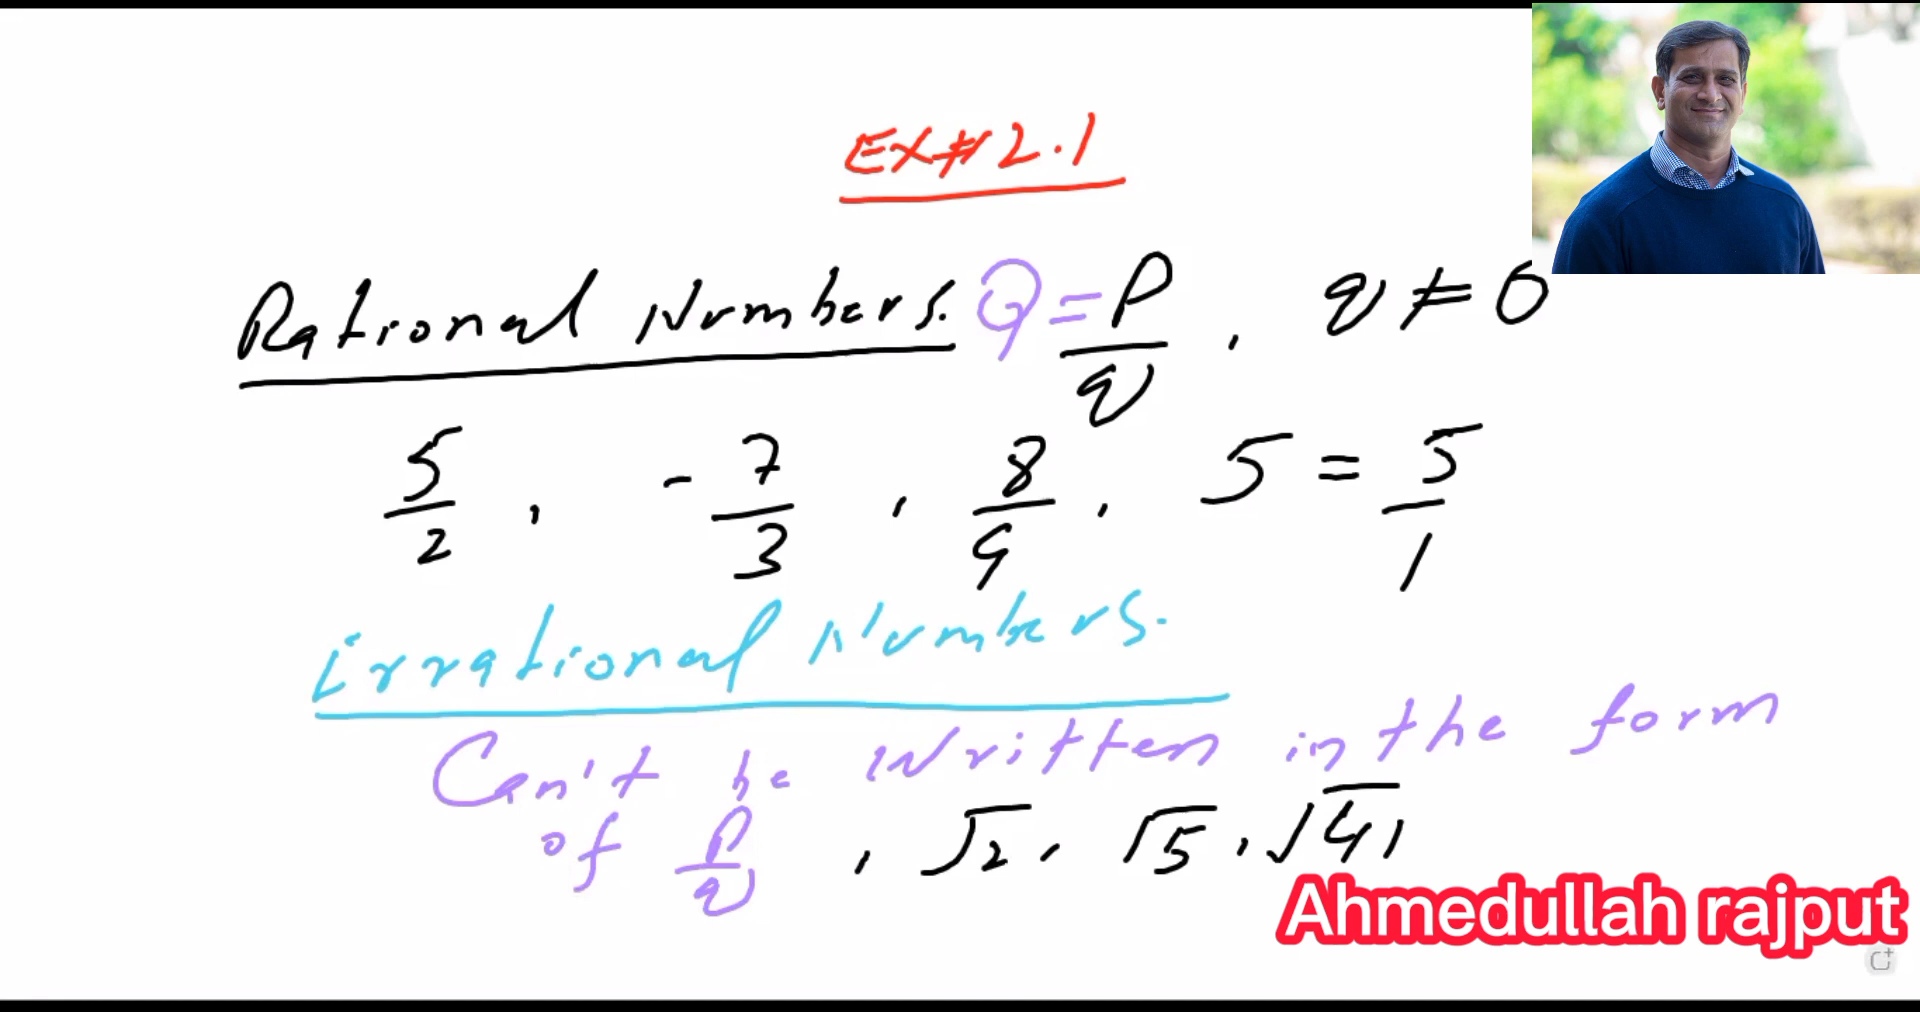 EX# 2.1
Rational Numbers. Q = P/q , q ≠ 0
5/2 , -7/3 , 8/9 , 5 = 5/1
irrational Numbers.
Can't be written in the form
of P/q , √2 , √5 , √41
Ahmedullah rajput